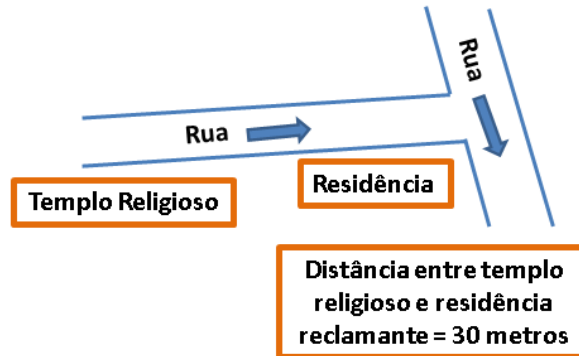 Rua
Rua
Templo Religioso
Residência
Distância entre templo
religioso e residência
reclamante = 30 metros